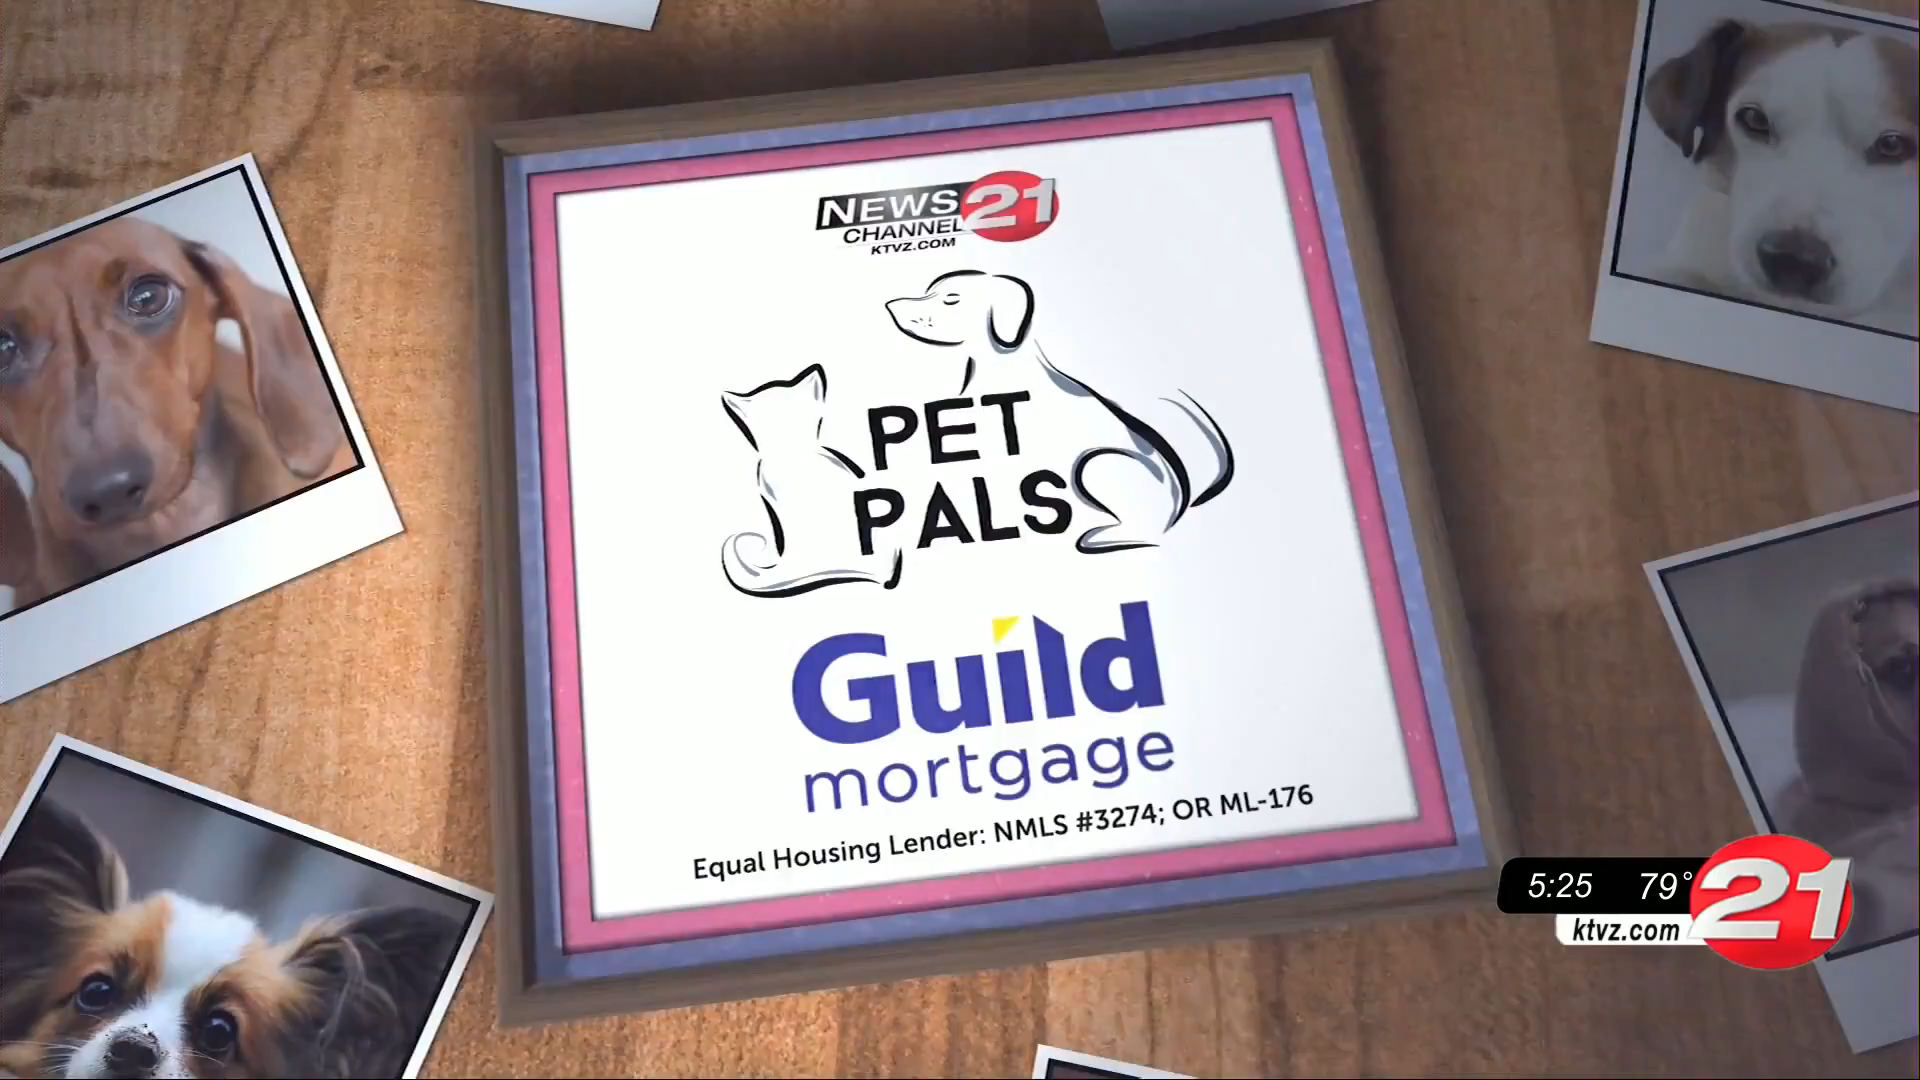 NEWS 21
CHANNEL
KTVZ.COM
PET
PALS
Guild
mortgage
Equal Housing Lender: NMLS #3274; OR ML-176
5:25 79°
ktvz.com 21